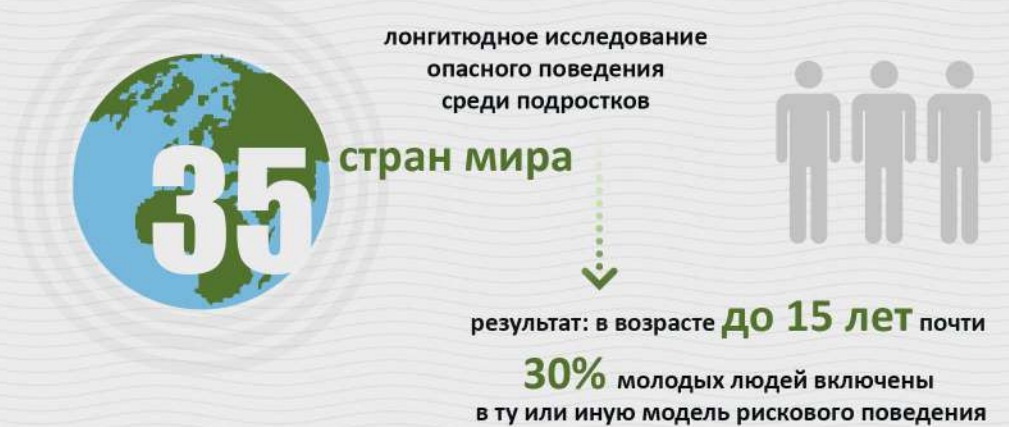 лонгитюдное исследование
опасного поведения
среди подростков
35 стран мира
результат: в возрасте до 15 лет почти
30% молодых людей включены
в ту или иную модель рискового поведения